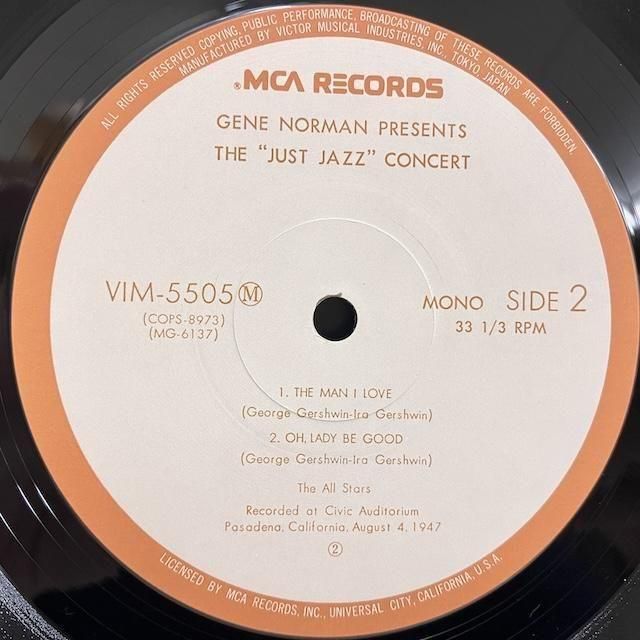 ALL RIGHTS RESERVED COPYING, PUBLIC PERFORMANCE, BROADCASTING OF THESE RECORDS ARE FORBIDDEN.
MANUFACTURED BY VICTOR MUSICAL INDUSTRIES, INC., TOKYO, JAPAN
®MCA RECORDS
GENE NORMAN PRESENTS
THE "JUST JAZZ" CONCERT
VIM-5505 Ⓜ
(COPS-8973)
(MG-6137)
MONO SIDE 2
33 1/3 RPM
1. THE MAN I LOVE
(George Gershwin-Ira Gershwin)
2. OH, LADY BE GOOD
(George Gershwin-Ira Gershwin)
The All Stars
Recorded at Civic Auditorium
Pasadena, California, August 4, 1947
②
LICENSED BY MCA RECORDS, INC., UNIVERSAL CITY, CALIFORNIA, U.S.A.